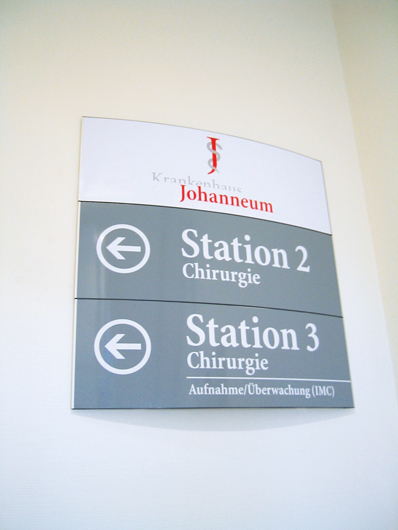 Krankenhaus
Johanneum
Station 2
Chirurgie
Station 3
Chirurgie
Aufnahme/Überwachung (IMC)